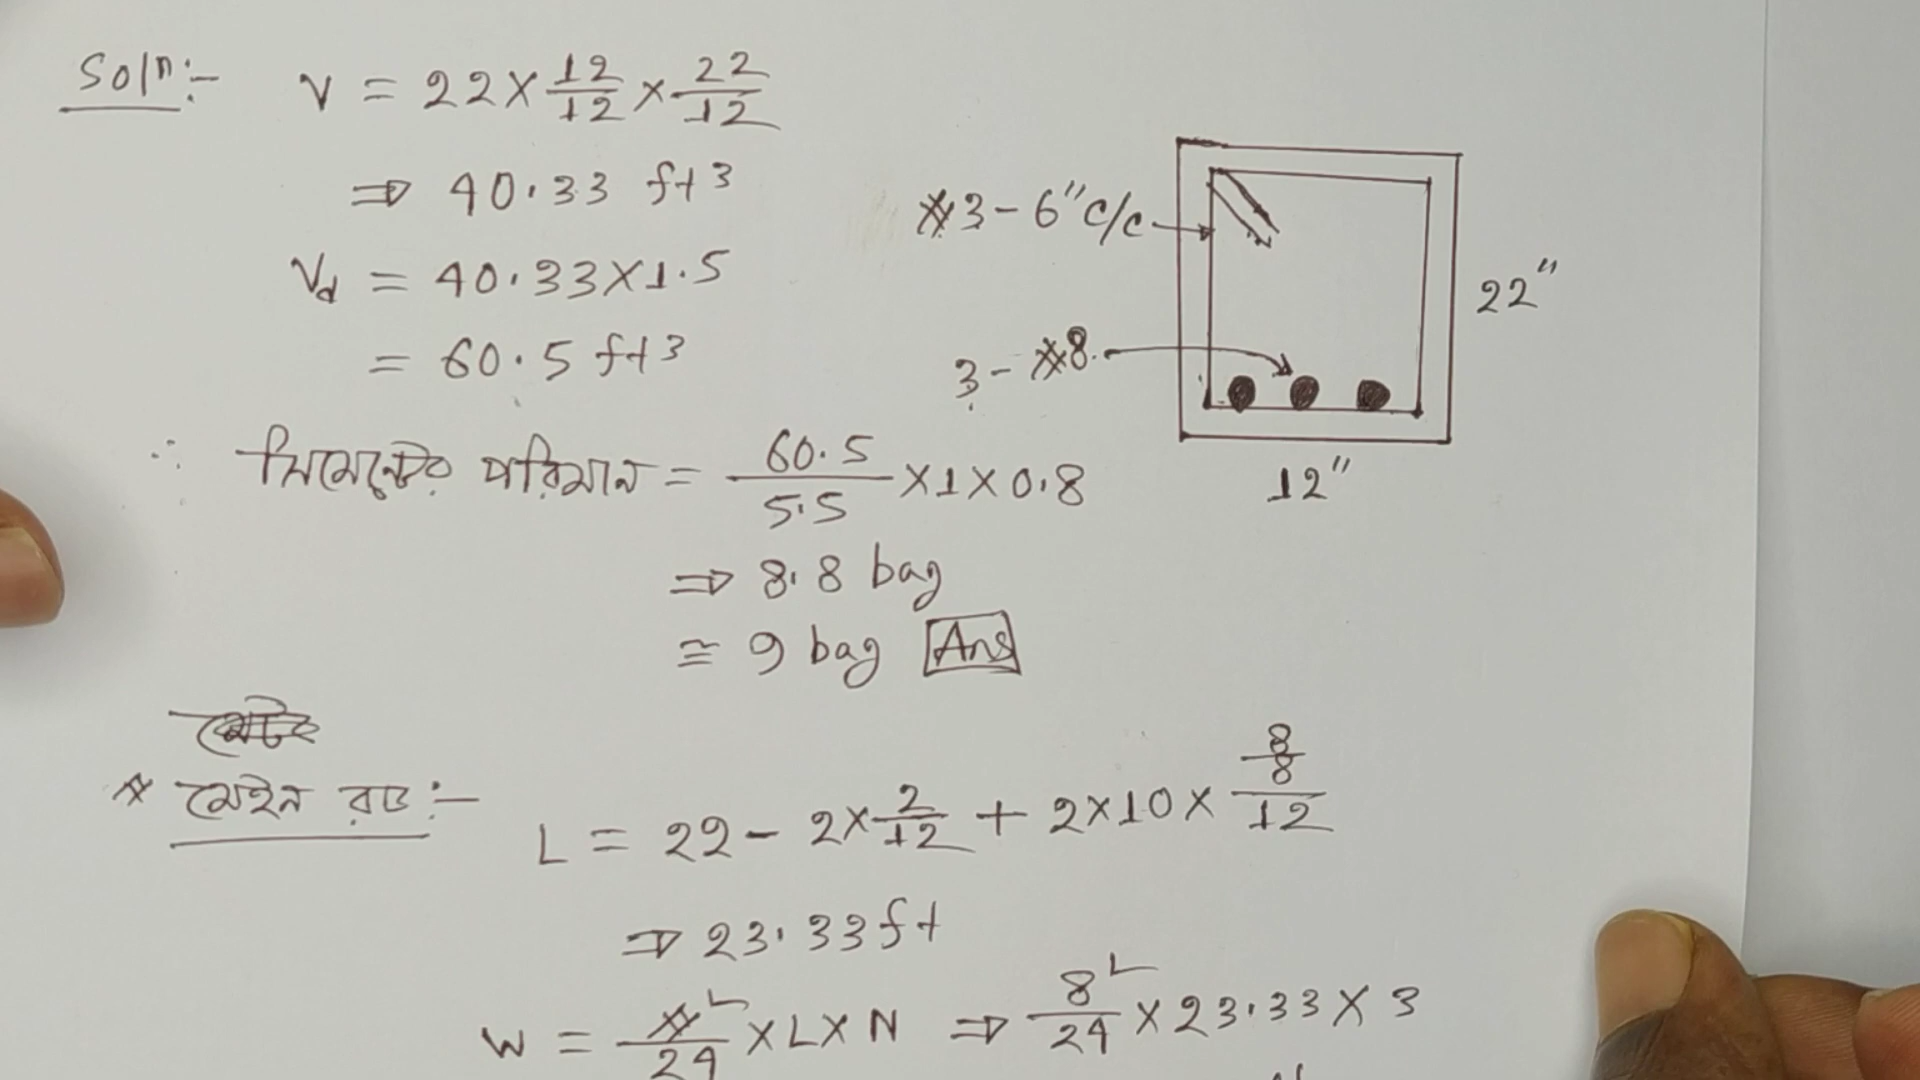 Solⁿ:- V = 22 × 12/12 × 22/12
⇒ 40.33 ft3
Vd = 40.33 × 1.5
= 60.5 ft3
∴ সিমেন্টের পরিমান = 60.5/5.5 × 1 × 0.8
⇒ 8.8 bag
≅ 9 bag Ans
#3 - 6" c/c
22"
3 - #8
12"
* মেইন রড :-
L = 22 - 2 × 2/12 + 2 × 10 × 8/8/12
⇒ 23.33 ft
W = #²/24 × L × N ⇒ 8²/24 × 23.33 × 3